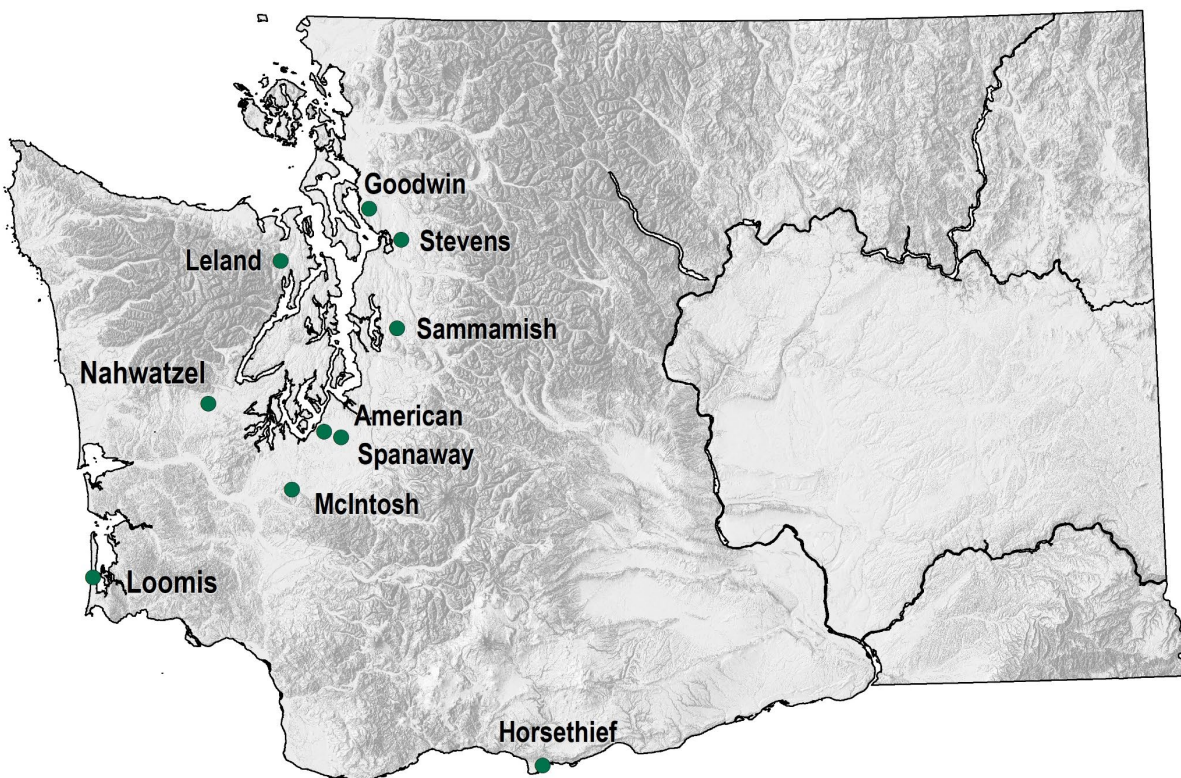 Goodwin
Stevens
Leland
Sammamish
Nahwatzel
American
Spanaway
McIntosh
Loomis
Horsethief